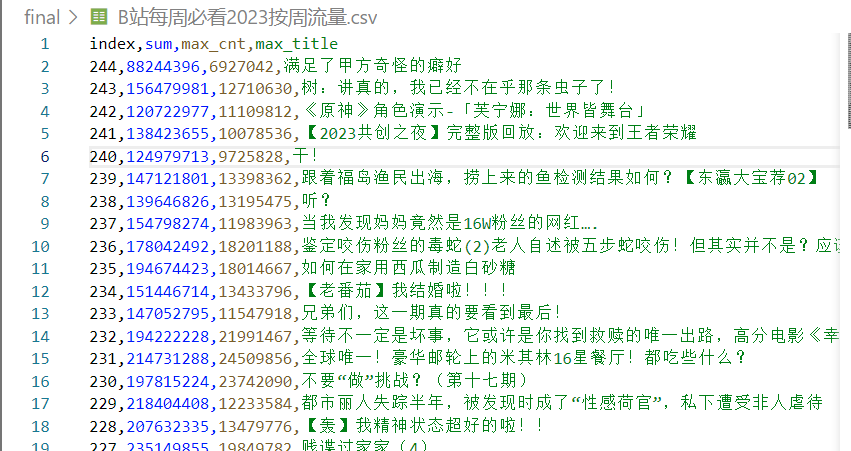 final > B站每周必看2023按周流量.csv
1 index,sum,max_cnt,max_title
2 244,88244396,6927042,满足了甲方奇怪的癖好
3 243,156479981,12710630,树：讲真的，我已经不在乎那条虫子了！
4 242,120722977,11109812,《原神》角色演示-「芙宁娜：世界皆舞台」
5 241,138423655,10078536,【2023共创之夜】完整版回放：欢迎来到王者荣耀
6 240,124979713,9725828,干！
7 239,147121801,13398362,跟着福岛渔民出海，捞上来的鱼检测结果如何？【东瀛大宝荐02】
8 238,139646826,13195475,听？
9 237,154798274,11983963,当我发现妈妈竟然是16W粉丝的网红….
10 236,178042492,18201188,鉴定咬伤粉丝的毒蛇(2)老人自述被五步蛇咬伤！但其实并不是？应
11 235,194674423,18014667,如何在家用西瓜制造白砂糖
12 234,151446714,13433796,【老番茄】我结婚啦！！！
13 233,147052795,11547918,兄弟们，这一期真的要看到最后！
14 232,194222228,21991467,等待不一定是坏事，它或许是你找到救赎的唯一出路，高分电影《幸
15 231,214731288,24509856,全球唯一！豪华邮轮上的米其林16星餐厅！都吃些什么？
16 230,197815224,23742090,不要“做”挑战？（第十七期）
17 229,218404408,12233584,都市丽人失踪半年，被发现时成了“性感荷官”，私下遭受非人虐待
18 228,207632335,13479776,【轰】我精神状态超好的啦！！
19 227,235149855,19849782,贱谍过家家（4）